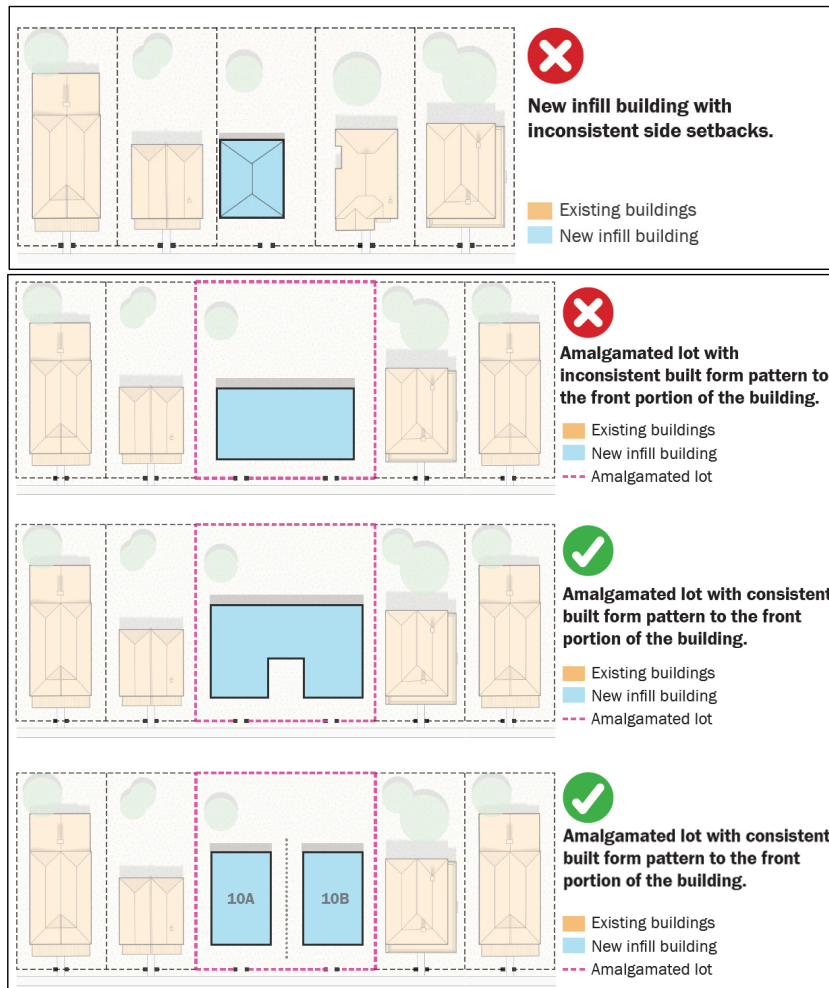 New infill building with
inconsistent side setbacks.
Existing buildings
New infill building
Amalgamated lot with
inconsistent built form pattern to
the front portion of the building.
Existing buildings
New infill building
Amalgamated lot
Amalgamated lot with consistent
built form pattern to the front
portion of the building.
Existing buildings
New infill building
Amalgamated lot
10A
10B
Amalgamated lot with consistent
built form pattern to the front
portion of the building.
Existing buildings
New infill building
Amalgamated lot